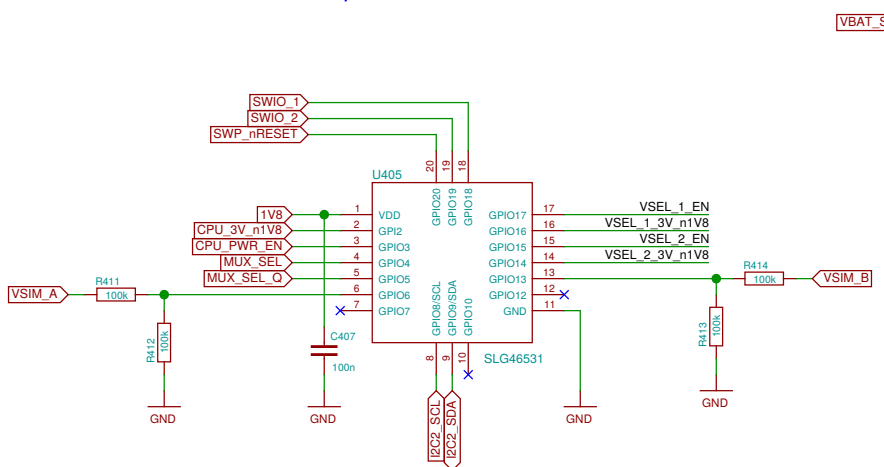 VBAT_S
SWIO_1
SWIO_2
SWP_nRESET
U405
20
19
18
GPIO20
GPIO19
GPIO18
1V8
1
VDD
GPIO17
17
VSEL_1_EN
CPU_3V_n1V8
2
GPI2
GPIO16
16
VSEL_1_3V_n1V8
CPU_PWR_EN
3
GPIO3
GPIO15
15
VSEL_2_EN
MUX_SEL
4
GPIO4
GPIO14
14
VSEL_2_3V_n1V8
MUX_SEL_Q
5
GPIO5
GPIO13
13
R414
100k
VSIM_B
VSIM_A
R411
100k
6
GPIO6
GPIO12
12
7
GPIO7
GND
11
GPIO8/SCL
GPIO9/SDA
GPIO10
8
9
10
SLG46531
R412
100k
C407
100n
R413
100k
GND
GND
GND
GND
I2C2_SCL
I2C2_SDA